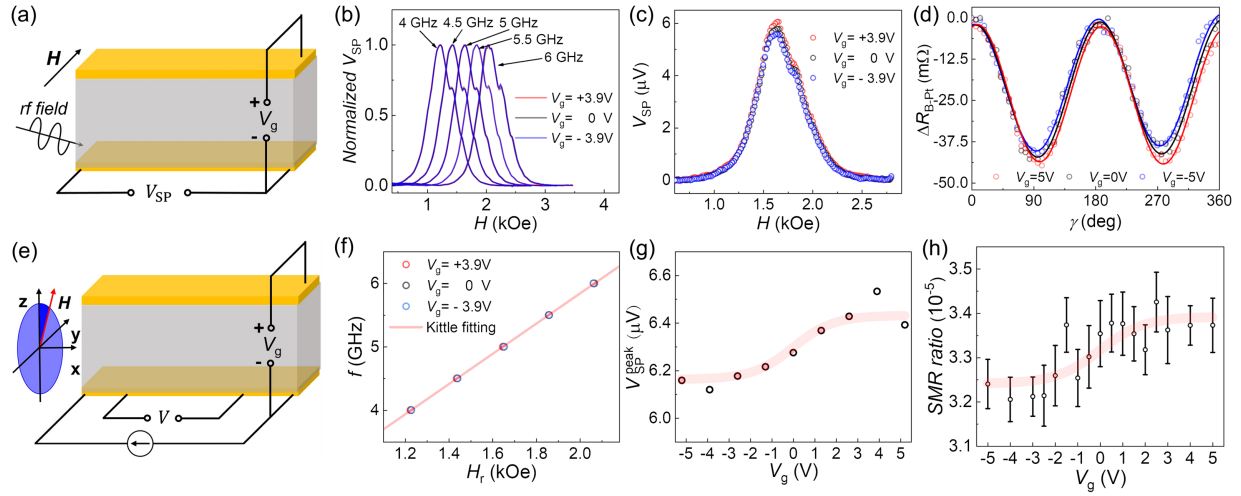 (a)
H
rf field
+
V_g
-
V_SP
(b)
Normalized V_SP
1.0
0.5
0.0
4 GHz
4.5 GHz
5 GHz
5.5 GHz
6 GHz
V_g= +3.9V
V_g= 0 V
V_g= - 3.9V
1 2 3 4
H (kOe)
(c)
V_SP (μV)
6
4
2
0
V_g= +3.9V
V_g= 0 V
V_g= - 3.9V
1.0 1.5 2.0 2.5
H (kOe)
(d)
ΔR_B-Pt (mΩ)
0.0
-12.5
-25.0
-37.5
-50.0
V_g=5V V_g=0V V_g=-5V
0 90 180 270 360
γ (deg)
(e)
z
H
y
x
+
V_g
-
V
(f)
V_g= +3.9V
V_g= 0 V
V_g= - 3.9V
Kittle fitting
f (GHz)
6
5
4
1.2 1.4 1.6 1.8 2.0
H_r (kOe)
(g)
V_SP^peak (μV)
6.6
6.4
6.2
6.0
-5 -4 -3 -2 -1 0 1 2 3 4 5
V_g (V)
(h)
SMR ratio (10^-5)
3.5
3.4
3.3
3.2
3.1
-5 -4 -3 -2 -1 0 1 2 3 4 5
V_g (V)